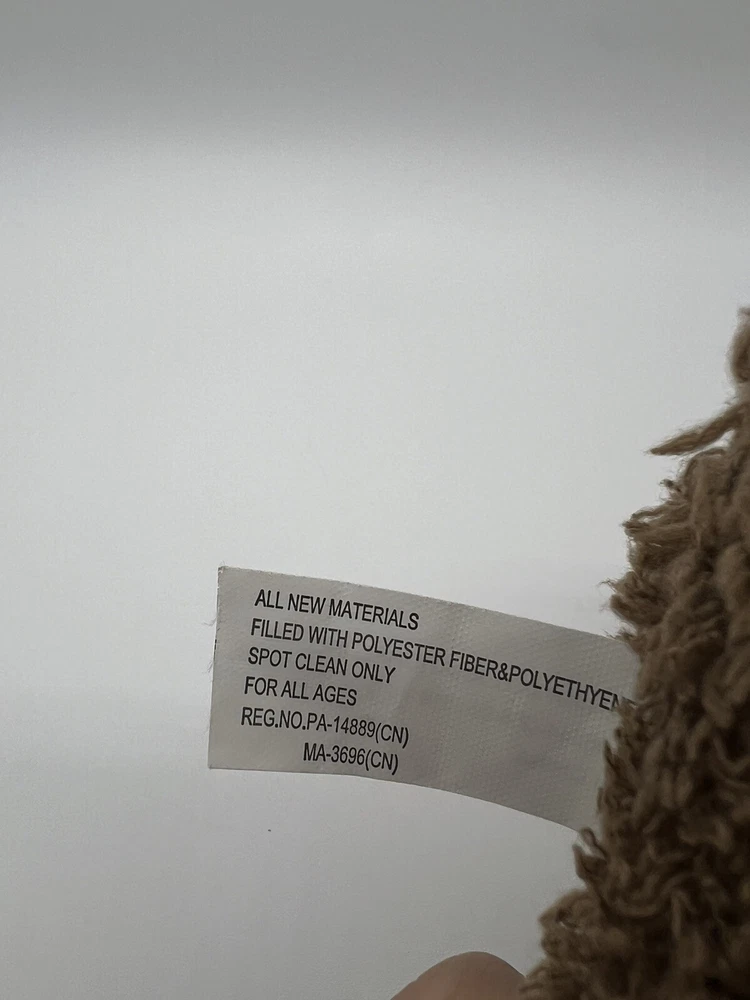 ALL NEW MATERIALS
FILLED WITH POLYESTER FIBER&POLYETHYEN
SPOT CLEAN ONLY
FOR ALL AGES
REG.NO.PA-14889(CN)
MA-3696(CN)